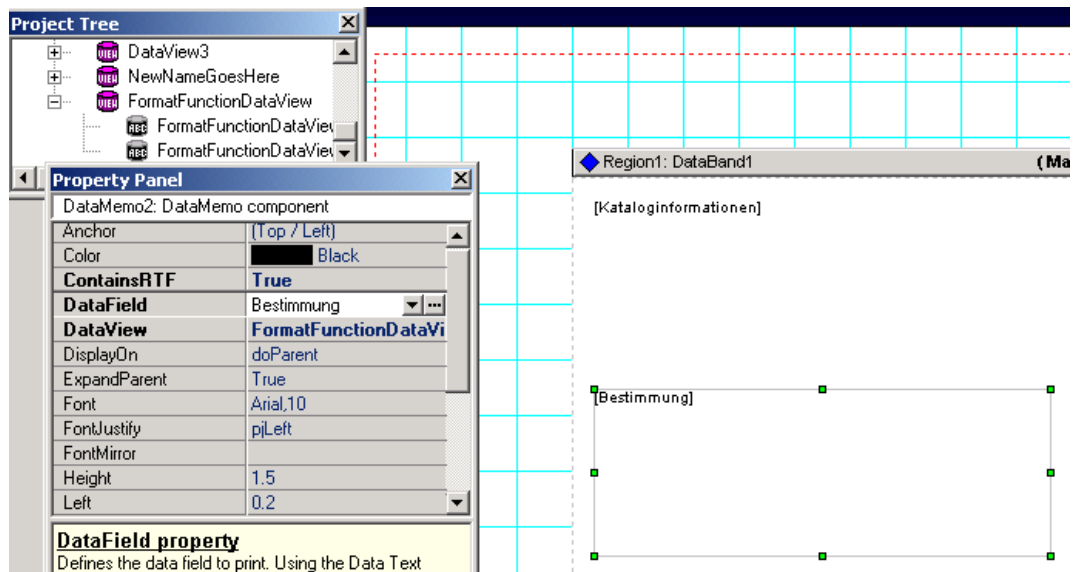 Project Tree
DataView3
NewNameGoesHere
FormatFunctionDataView
FormatFunctionDataView
FormatFunctionDataView
Property Panel
DataMemo2: DataMemo component
Anchor (Top / Left)
Color Black
ContainsRTF True
DataField Bestimmung
DataView FormatFunctionDataVi
DisplayOn doParent
ExpandParent True
Font Arial,10
FontJustify pjLeft
FontMirror
Height 1.5
Left 0.2
DataField property
Defines the data field to print. Using the Data Text
Region1: DataBand1 (Ma
[Kataloginformationen]
[Bestimmung]